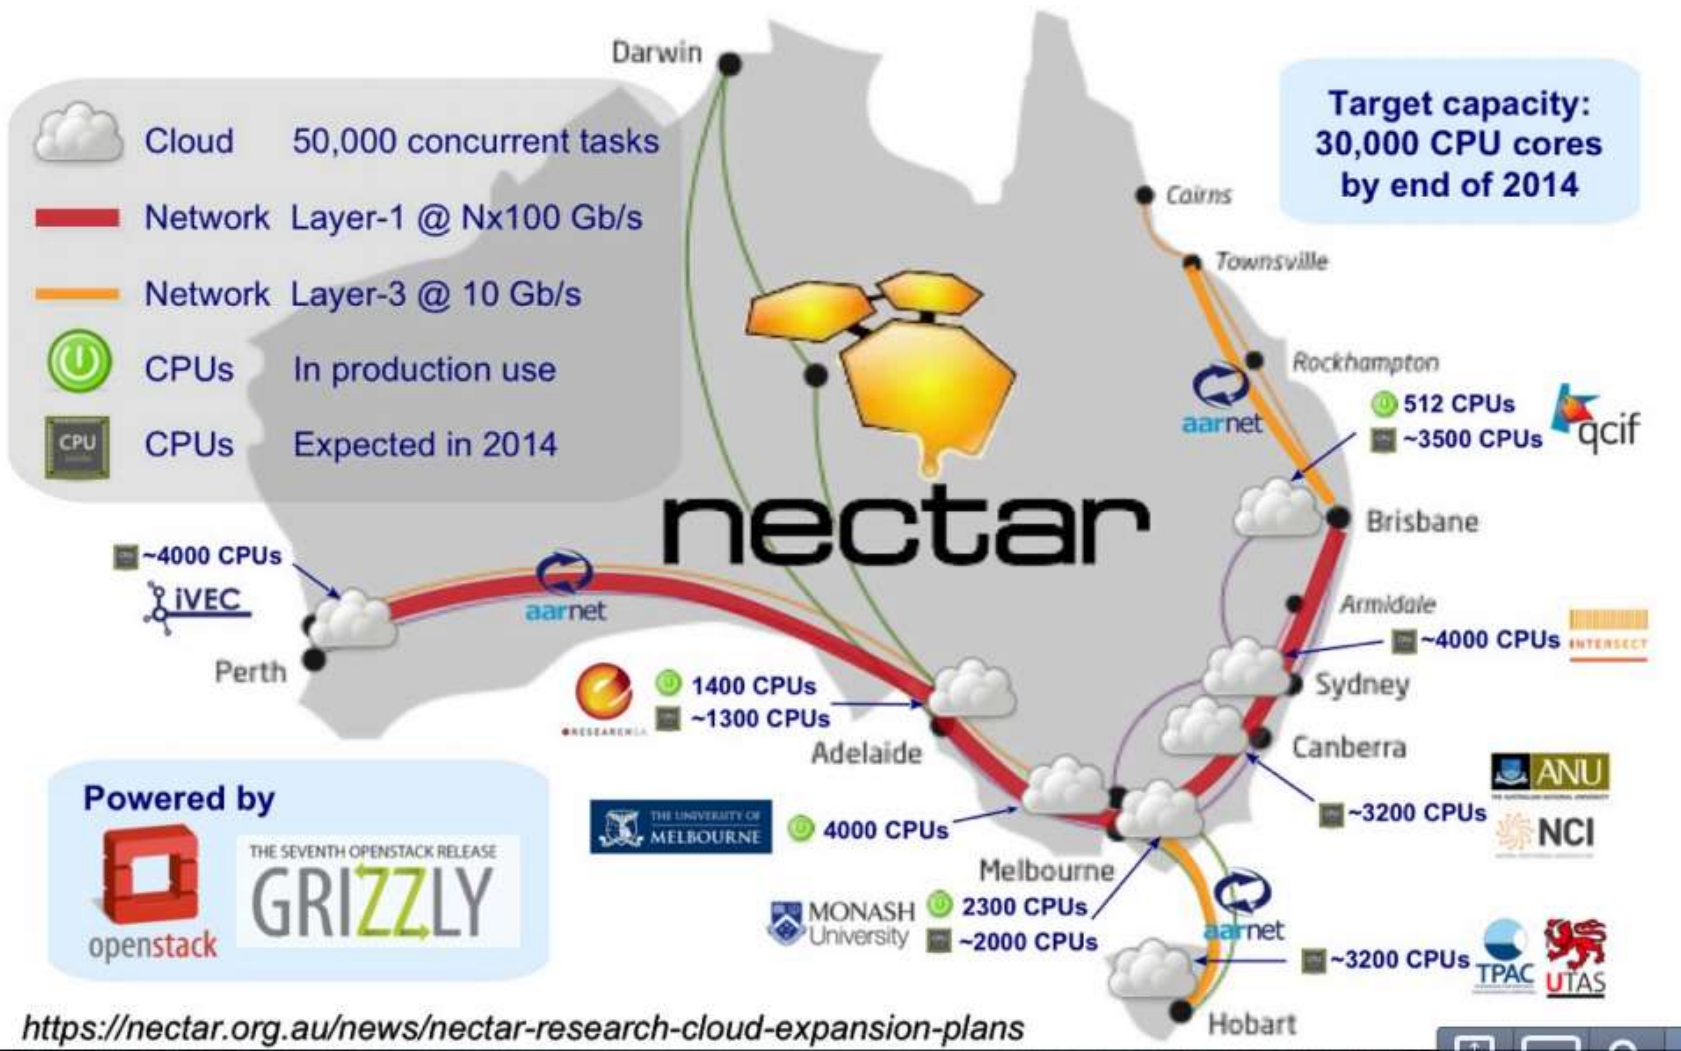 Darwin
Cloud 50,000 concurrent tasks
Network Layer-1 @ Nx100 Gb/s
Network Layer-3 @ 10 Gb/s
CPUs In production use
CPU
CPUs Expected in 2014
Target capacity:
30,000 CPU cores
by end of 2014
Cairns
Townsville
Rockhampton
aarnet
512 CPUs
~3500 CPUs
qcif
nectar
Brisbane
~4000 CPUs
iVEC
aarnet
Perth
Armidale
~4000 CPUs
INTERSECT
Sydney
1400 CPUs
~1300 CPUs
Adelaide
Canberra
ANU
~3200 CPUs
NCI
THE UNIVERSITY OF
MELBOURNE
4000 CPUs
Melbourne
MONASH
University
2300 CPUs
~2000 CPUs
aarnet
~3200 CPUs
TPAC
UTAS
Hobart
Powered by
openstack
THE SEVENTH OPENSTACK RELEASE
GRIZZLY
https://nectar.org.au/news/nectar-research-cloud-expansion-plans